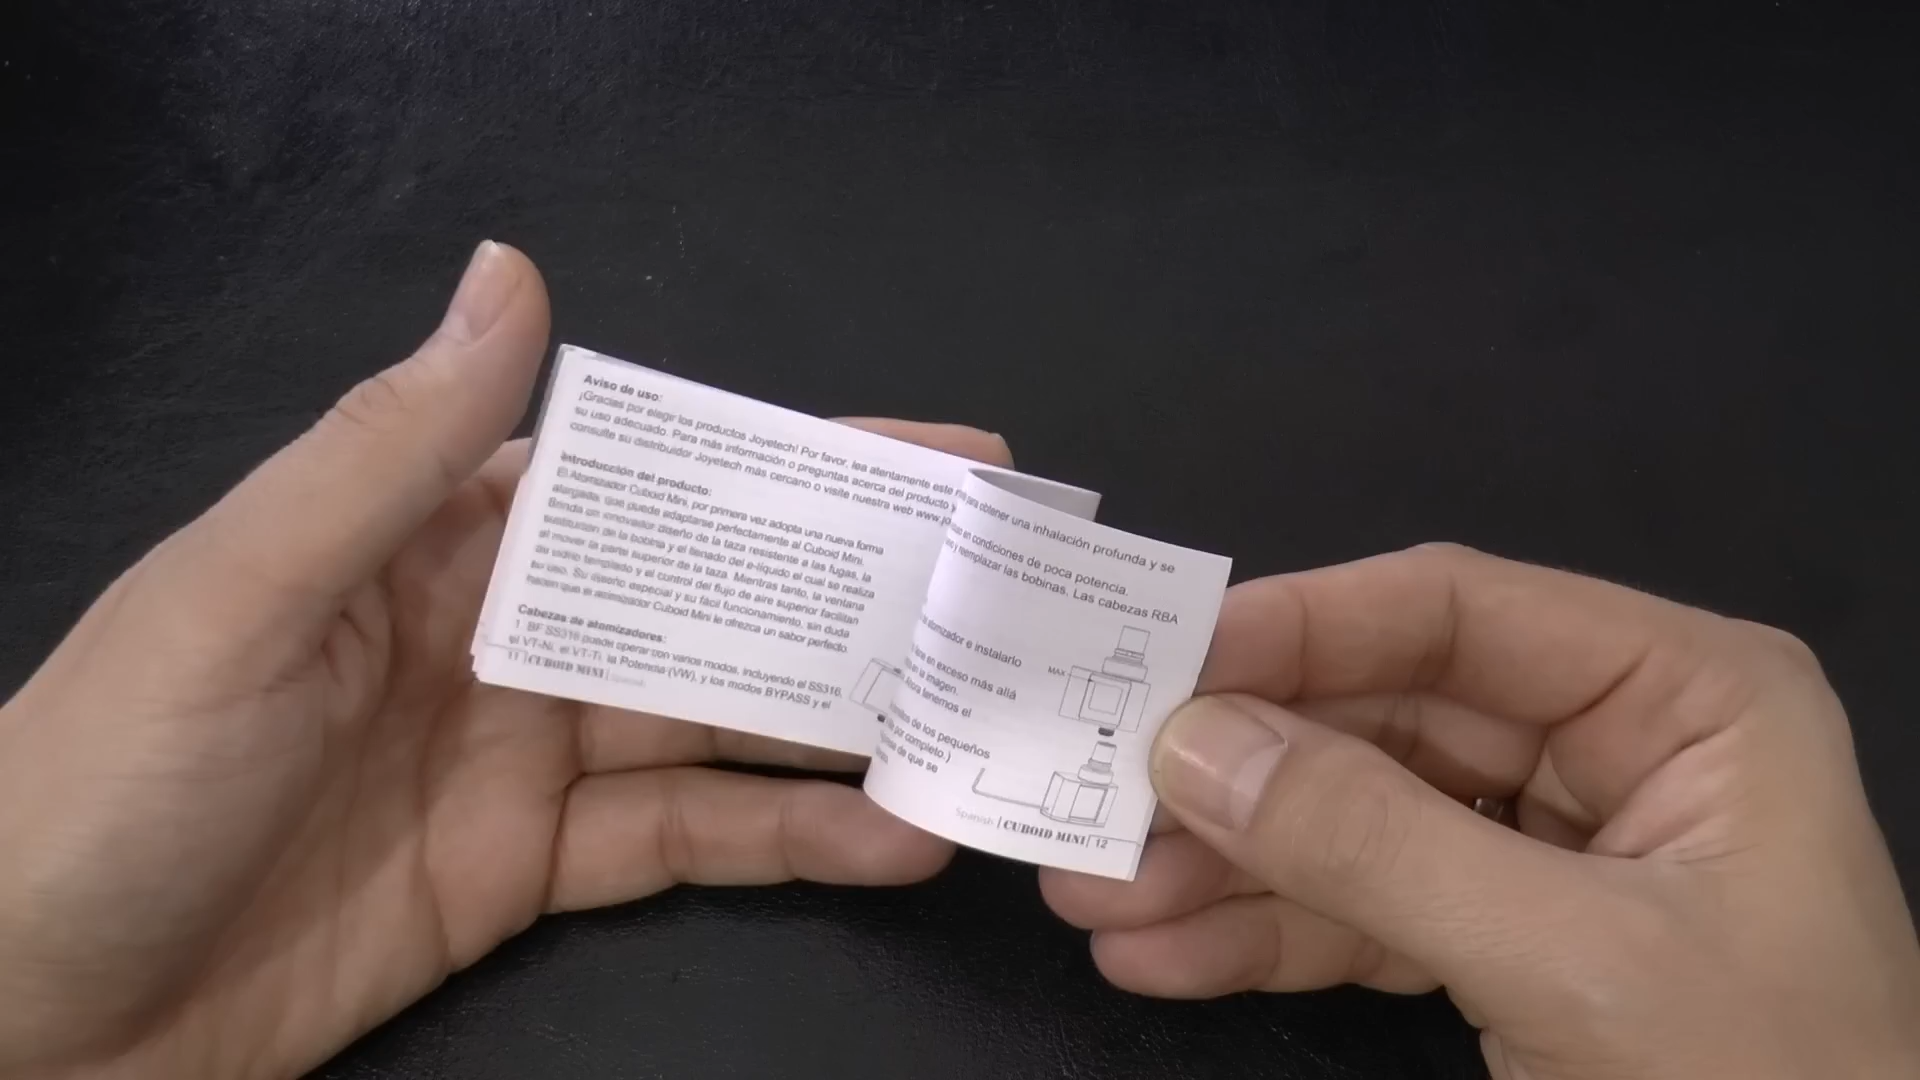 Aviso de uso:
¡Gracias por elegir los productos Joyetech! Por favor, lea atentamente este
su uso adecuado. Para más información o preguntas acerca del producto y
consulte su distribuidor Joyetech más cercano o visite nuestra web www.jo
Introducción del producto:
El Atomizador Cuboid Mini, por primera vez adopta una nueva forma
alargada, que puede adaptarse perfectamente al Cuboid Mini.
Brinda un innovador diseño de la taza resistente a las fugas, la
sustitución de la bobina y el llenado del e-líquido el cual se realiza
al mover la parte superior de la taza. Mientras tanto, la ventana
de vidrio templado y el control del flujo de aire superior facilitan
su uso. Su diseño especial y su fácil funcionamiento, sin duda
hacen que el atomizador Cuboid Mini le ofrezca un sabor perfecto.
Cabezas de atomizadores:
1. BF SS316 puede operar con varios modos, incluyendo el SS316,
el VT-Ni, el VT-Ti, la Potencia (VW), y los modos BYPASS y el
11 CUBOID MINI Spanish
para obtener una inhalación profunda y se
en condiciones de poca potencia.
y reemplazar las bobinas. Las cabezas RBA
atomizador e instalarlo
en exceso más allá
en la imagen.
tenemos el
MAX
de los pequeños
por completo.)
de que se
Spanish CUBOID MINI 12